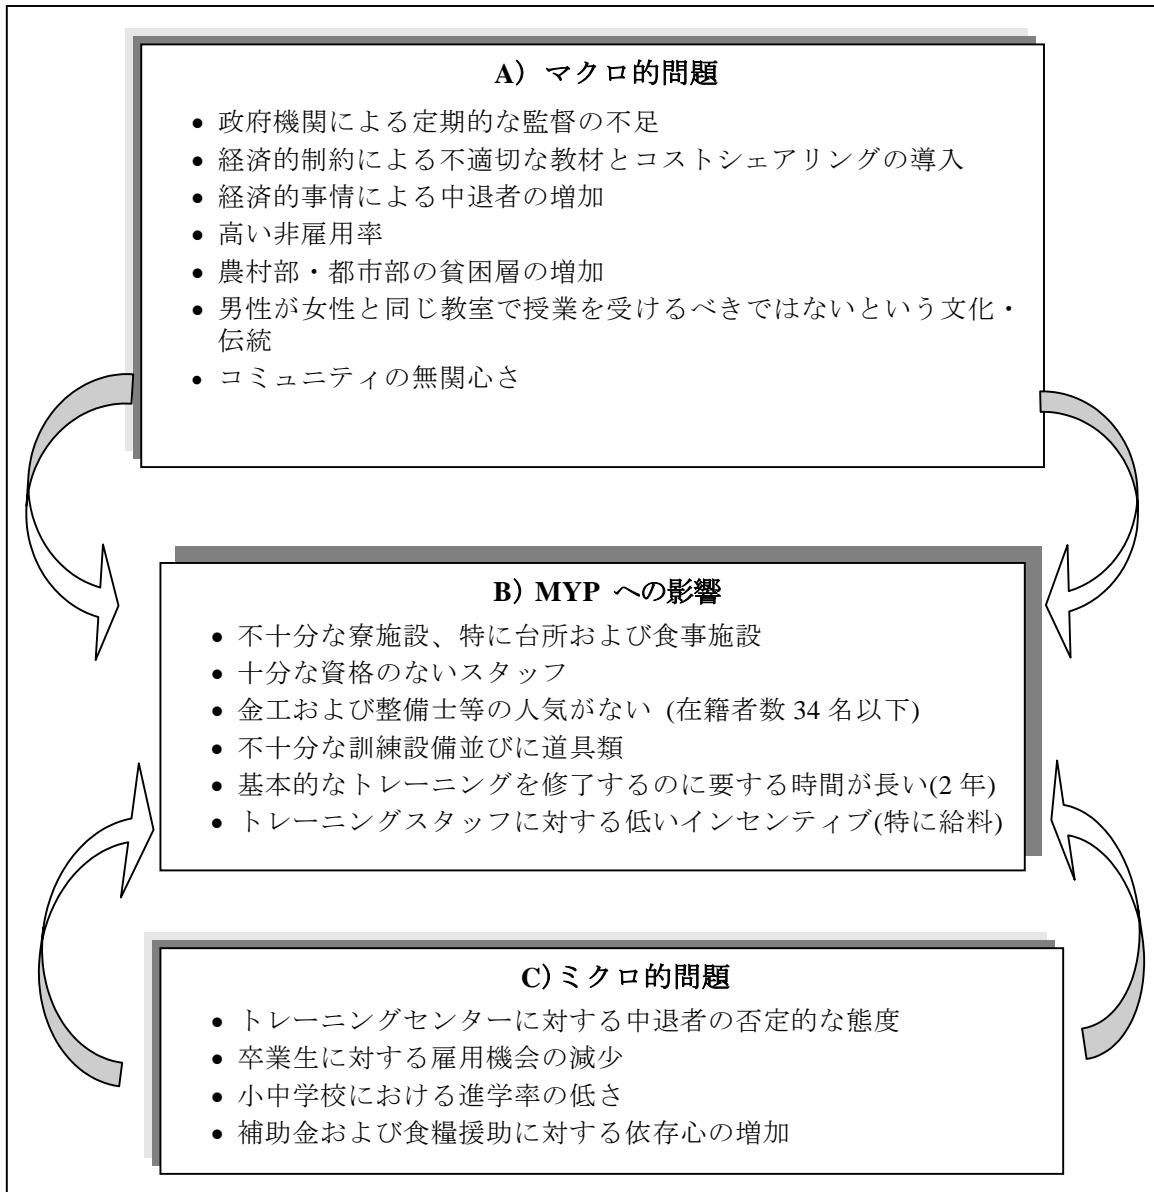 A) マクロ的問題
• 政府機関による定期的な監督の不足
• 経済的制約による不適切な教材とコストシェアリングの導入
• 経済的事情による中退者の増加
• 高い非雇用率
• 農村部・都市部の貧困層の増加
• 男性が女性と同じ教室で授業を受けるべきではないという文化・
伝統
• コミュニティの無関心さ
B) MYP への影響
• 不十分な寮施設、特に台所および食事施設
• 十分な資格のないスタッフ
• 金工および整備士等の人気がない (在籍者数 34 名以下)
• 不十分な訓練設備並びに道具類
• 基本的なトレーニングを修了するのに要する時間が長い(2 年)
• トレーニングスタッフに対する低いインセンティブ(特に給料)
C)ミクロ的問題
• トレーニングセンターに対する中退者の否定的な態度
• 卒業生に対する雇用機会の減少
• 小中学校における進学率の低さ
• 補助金および食糧援助に対する依存心の増加